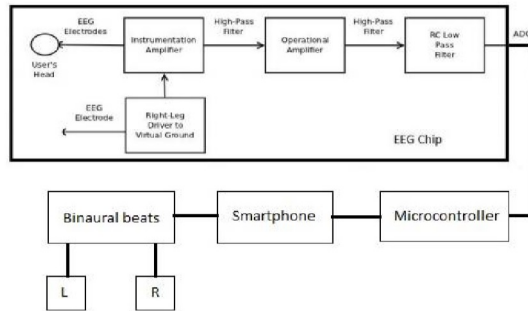 EEG
Electrodes
User's
Head
Instrumentation
Amplifier
High-Pass
Filter
Operational
Amplifier
High-Pass
Filter
RC Low
Pass
Filter
ADC
EEG
Electrode
Right-Leg
Driver to
Virtual Ground
EEG Chip
Binaural beats
Smartphone
Microcontroller
L
R